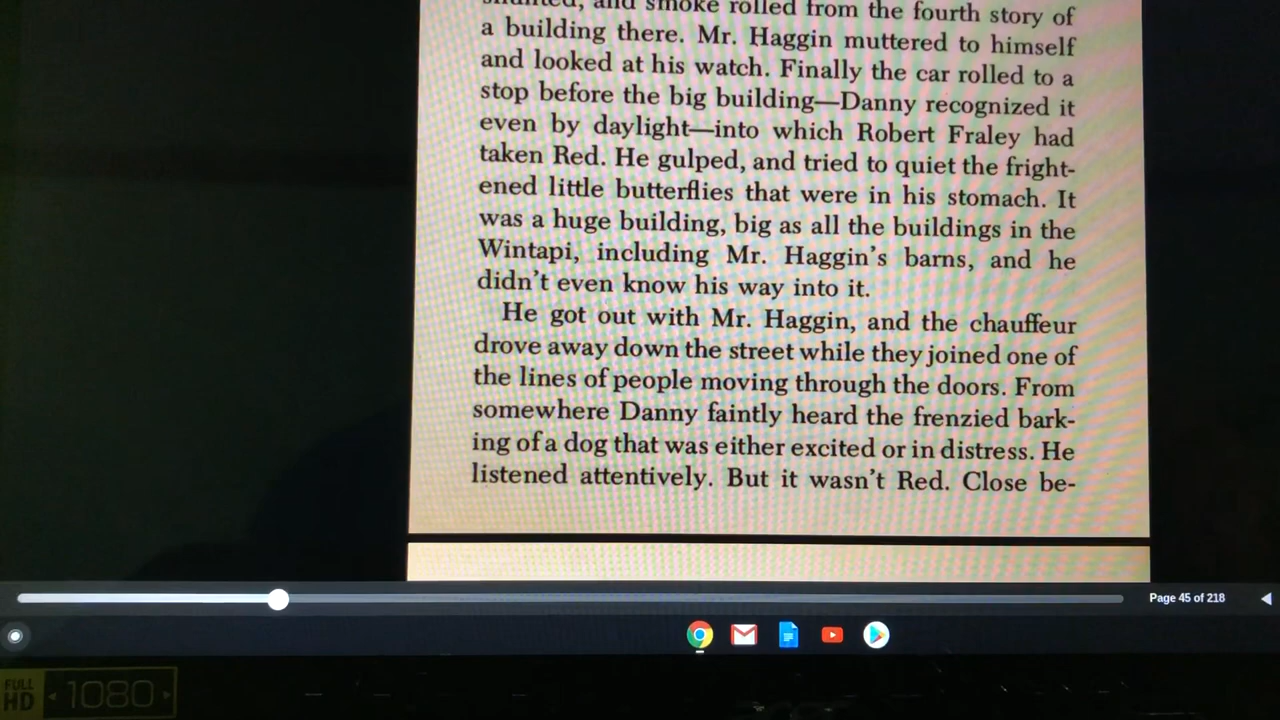 and smoke rolled from the fourth story of
a building there. Mr. Haggin muttered to himself
and looked at his watch. Finally the car rolled to a
stop before the big building—Danny recognized it
even by daylight—into which Robert Fraley had
taken Red. He gulped, and tried to quiet the fright-
ened little butterflies that were in his stomach. It
was a huge building, big as all the buildings in the
Wintapi, including Mr. Haggin's barns, and he
didn't even know his way into it.
He got out with Mr. Haggin, and the chauffeur
drove away down the street while they joined one of
the lines of people moving through the doors. From
somewhere Danny faintly heard the frenzied bark-
ing of a dog that was either excited or in distress. He
listened attentively. But it wasn't Red. Close be-
Page 45 of 218
FULL
HD
1080